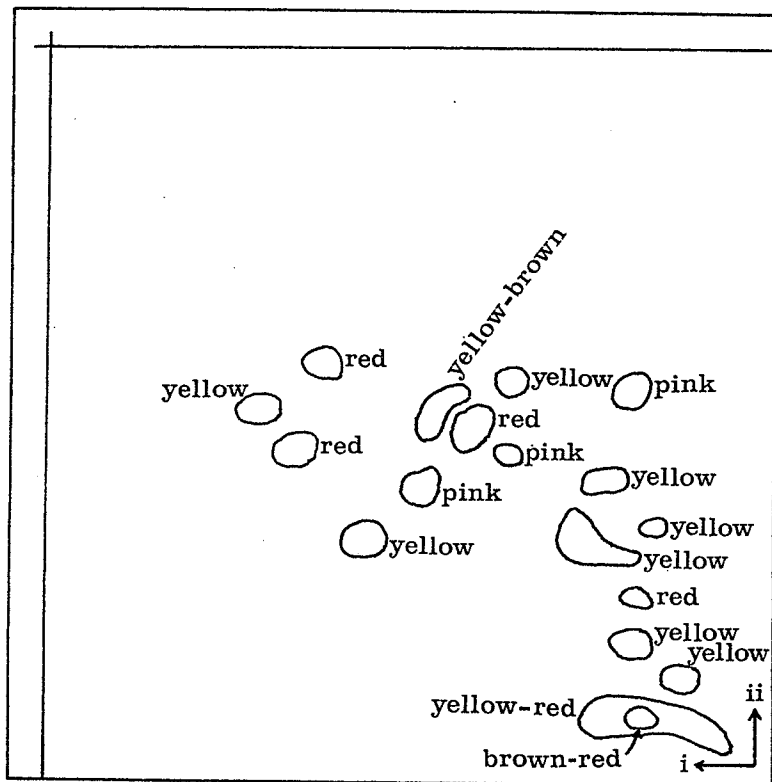 yellow-brown
red
yellow
pink
yellow
red
red
pink
yellow
pink
yellow
yellow
yellow
red
yellow
yellow
ii
yellow-red
brown-red
i